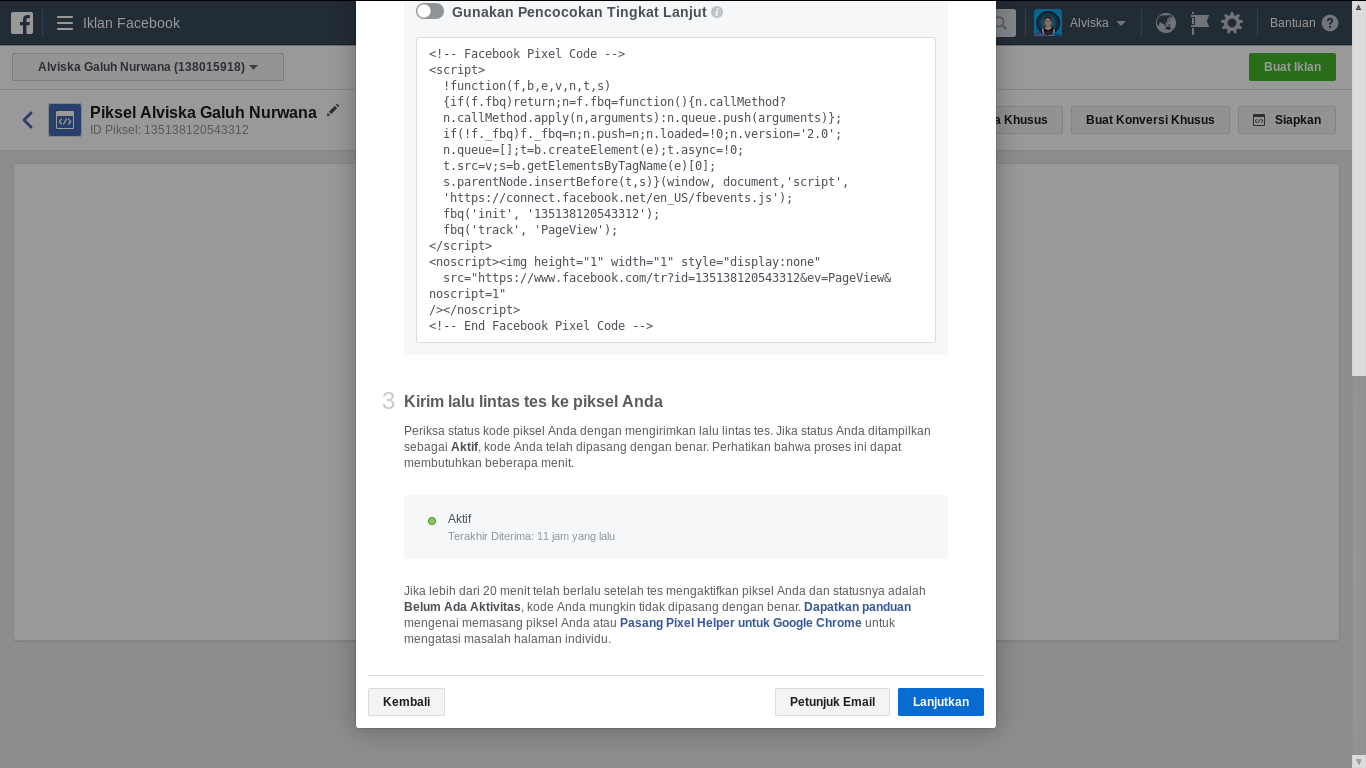 Iklan Facebook
Alviska
Bantuan
Alviska Galuh Nurwana (138015918)
Buat Iklan
Piksel Alviska Galuh Nurwana
ID Piksel: 135138120543312
a Khusus
Buat Konversi Khusus
Siapkan
Gunakan Pencocokan Tingkat Lanjut
<!-- Facebook Pixel Code -->
<script>
!function(f,b,e,v,n,t,s)
{if(f.fbq)return;n=f.fbq=function(){n.callMethod?
n.callMethod.apply(n,arguments):n.queue.push(arguments)};
if(!f._fbq)f._fbq=n;n.push=n;n.loaded=!0;n.version='2.0';
n.queue=[];t=b.createElement(e);t.async=!0;
t.src=v;s=b.getElementsByTagName(e)[0];
s.parentNode.insertBefore(t,s)}(window, document,'script',
'https://connect.facebook.net/en_US/fbevents.js');
fbq('init', '135138120543312');
fbq('track', 'PageView');
</script>
<noscript><img height="1" width="1" style="display:none"
src="https://www.facebook.com/tr?id=135138120543312&ev=PageView&
noscript=1"
/></noscript>
<!-- End Facebook Pixel Code -->
3 Kirim lalu lintas tes ke piksel Anda
Periksa status kode piksel Anda dengan mengirimkan lalu lintas tes. Jika status Anda ditampilkan
sebagai Aktif, kode Anda telah dipasang dengan benar. Perhatikan bahwa proses ini dapat
membutuhkan beberapa menit.
Aktif
Terakhir Diterima: 11 jam yang lalu
Jika lebih dari 20 menit telah berlalu setelah tes mengaktifkan piksel Anda dan statusnya adalah
Belum Ada Aktivitas, kode Anda mungkin tidak dipasang dengan benar. Dapatkan panduan
mengenai memasang piksel Anda atau Pasang Pixel Helper untuk Google Chrome untuk
mengatasi masalah halaman individu.
Kembali
Petunjuk Email
Lanjutkan